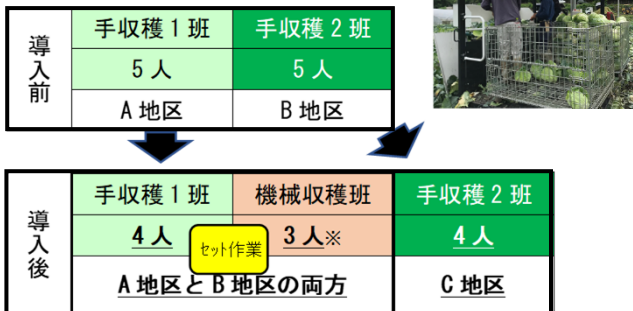 導入前
手収穫１班 手収穫２班
５人 ５人
A 地区 B 地区
導入後
手収穫１班 機械収穫班 手収穫２班
４人 セット作業 ３人※ ４人
A 地区と B 地区の両方 C 地区